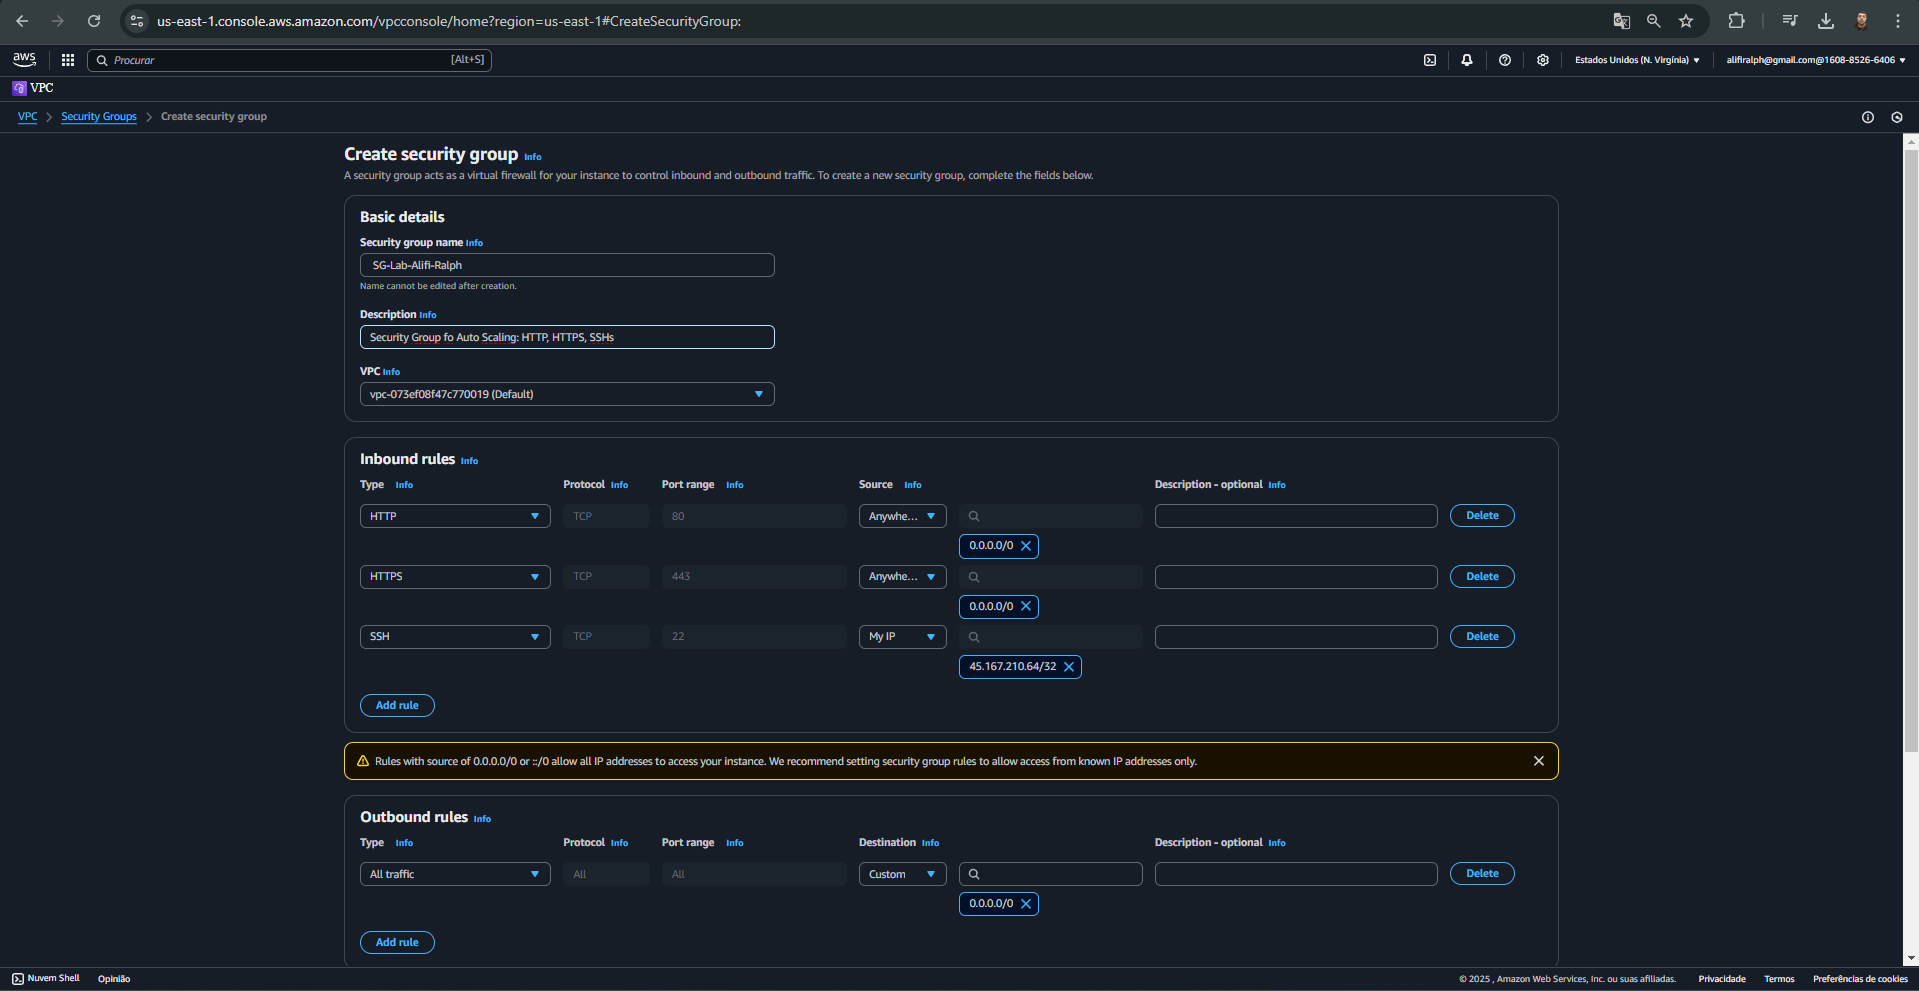 us-east-1.console.aws.amazon.com/vpcconsole/home?region=us-east-1#CreateSecurityGroup:
aws Procurar [Alt+S] Estados Unidos (N. Virgínia) alifiralph@gmail.com@1608-8526-6406
VPC
VPC Security Groups Create security group
Create security group Info
A security group acts as a virtual firewall for your instance to control inbound and outbound traffic. To create a new security group, complete the fields below.
Basic details
Security group name Info
SG-Lab-Alifi-Ralph
Name cannot be edited after creation.
Description Info
Security Group fo Auto Scaling: HTTP, HTTPS, SSHs
VPC Info
vpc-073ef08f47c770019 (Default)
Inbound rules Info
Type Info Protocol Info Port range Info Source Info Description - optional Info
HTTP TCP 80 Anywhe... Delete
0.0.0.0/0
HTTPS TCP 443 Anywhe... Delete
0.0.0.0/0
SSH TCP 22 My IP Delete
45.167.210.64/32
Add rule
Rules with source of 0.0.0.0/0 or ::/0 allow all IP addresses to access your instance. We recommend setting security group rules to allow access from known IP addresses only.
Outbound rules Info
Type Info Protocol Info Port range Info Destination Info Description - optional Info
All traffic All All Custom Delete
0.0.0.0/0
Add rule
Nuvem Shell Opinião © 2025 , Amazon Web Services, Inc. ou suas afiliadas. Privacidade Termos Preferências de cookies